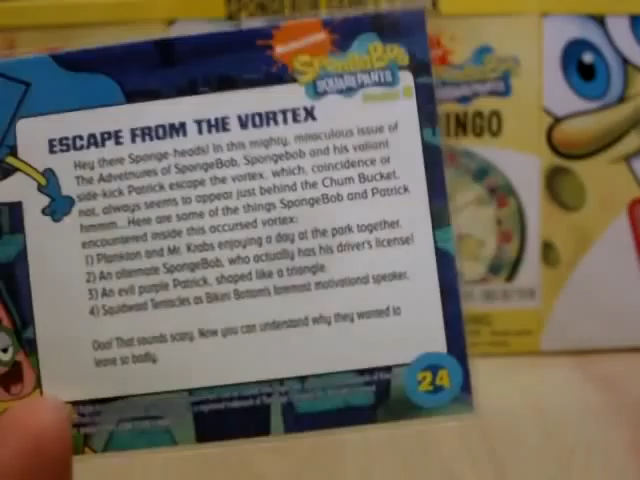 SPONGEBOB
SQUAREPANTS
ESCAPE FROM THE VORTEX
Hey there Sponge-heads! In this mighty, miraculous issue of
The Advetnures of SpongeBob, Spongebob and his valiant
side-kick Patrick escape the vortex, which, coincidence or
not, always seems to appear just behind the Chum Bucket,
hmmm... Here are some of the things SpongeBob and Patrick
encountered inside this accursed vortex:
1) Plankton and Mr. Krabs enjoying a day at the park together.
2) An alternate SpongeBob, who actually has his drivers license!
3) An evil purple Patrick, shaped like a triangle.
4) Squidward Tentacles as Bikini Bottom's foremost motivational speaker.
Ooo! That sounds scary. Now you can understand why they wanted to
leave so badly.
24
INGO